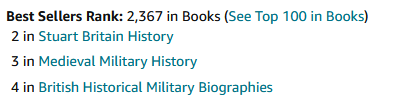 Best Sellers Rank: 2,367 in Books (See Top 100 in Books)
2 in Stuart Britain History
3 in Medieval Military History
4 in British Historical Military Biographies